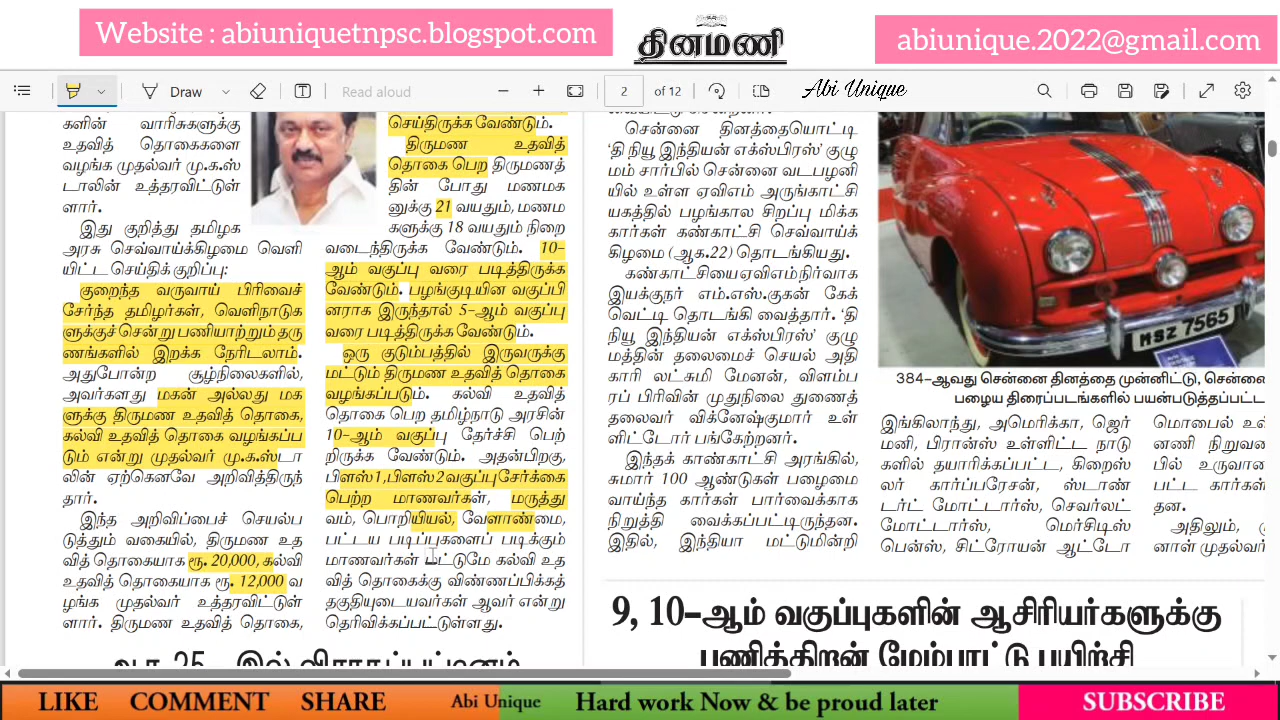 Website : abiuniquetnpsc.blogspot.com
தினமணி
abiunique.2022@gmail.com
Draw
Read aloud
2
of 12
Abi Unique
களின் வாரிசுகளுக்கு
உதவித் தொகைகளை
வழங்க முதல்வர் மு.க.ஸ்
டாலின் உத்தரவிட்டுள்
ளார்.
இது குறித்து தமிழக
அரசு செவ்வாய்க்கிழமை வெளி
யிட்ட செய்திக் குறிப்பு:
குறைந்த வருவாய் பிரிவைச்
சேர்ந்த தமிழர்கள், வெளிநாடுக
ளுக்குச் சென்று பணியாற்றும் தரு
ணங்களில் இறக்க நேரிடலாம்.
அதுபோன்ற சூழ்நிலைகளில்,
அவர்களது மகன் அல்லது மக
ளுக்கு திருமண உதவித் தொகை,
கல்வி உதவித் தொகை வழங்கப்ப
டும் என்று முதல்வர் மு.க.ஸ்டா
லின் ஏற்கெனவே அறிவித்திருந்
தார்.
இந்த அறிவிப்பைச் செயல்ப
டுத்தும் வகையில், திருமண உத
வித் தொகையாக ரூ. 20,000, கல்வி
உதவித் தொகையாக ரூ. 12,000 வ
ழங்க முதல்வர் உத்தரவிட்டுள்
ளார். திருமண உதவித் தொகை,
செய்திருக்க வேண்டும்.
திருமண உதவித்
தொகை பெற திருமணத்
தின் போது மணமக
னுக்கு 21 வயதும், மணம
களுக்கு 18 வயதும் நிறை
வடைந்திருக்க வேண்டும். 10-
ஆம் வகுப்பு வரை படித்திருக்க
வேண்டும். பழங்குடியின வகுப்பி
னராக இருந்தால் 5-ஆம் வகுப்பு
வரை படித்திருக்க வேண்டும்.
ஒரு குடும்பத்தில் இருவருக்கு
மட்டும் திருமண உதவித் தொகை
வழங்கப்படும். கல்வி உதவித்
தொகை பெற தமிழ்நாடு அரசின்
10-ஆம் வகுப்பு தேர்ச்சி பெற்
றிருக்க வேண்டும். அதன்பிறகு,
பிளஸ் 1, பிளஸ் 2 வகுப்பு சேர்க்கை
பெற்ற மாணவர்கள், மருத்து
வம், பொறியியல், வேளாண்மை,
பட்டய படிப்புகளைப் படிக்கும்
மாணவர்கள் மட்டுமே கல்வி உத
வித் தொகைக்கு விண்ணப்பிக்கத்
தகுதியுடையவர்கள் ஆவர் என்று
தெரிவிக்கப்பட்டுள்ளது.
சென்னை தினத்தையொட்டி
'தி நியூ இந்தியன் எக்ஸ்பிரஸ்' குழு
மம் சார்பில் சென்னை வடபழனி
யில் உள்ள ஏவிஎம் அருங்காட்சி
யகத்தில் பழங்கால சிறப்பு மிக்க
கார்கள் கண்காட்சி செவ்வாய்க்
கிழமை (ஆக.22) தொடங்கியது.
கண்காட்சியை ஏவிஎம் நிர்வாக
இயக்குநர் எம்.எஸ்.குகன் கேக்
வெட்டி தொடங்கி வைத்தார். 'தி
நியூ இந்தியன் எக்ஸ்பிரஸ்' குழு
மத்தின் தலைமைச் செயல் அதி
காரி லட்சுமி மேனன், விளம்ப
ரப் பிரிவின் முதுநிலை துணைத்
தலைவர் விக்னேஷ்குமார் உள்
ளிட்டோர் பங்கேற்றனர்.
இந்தக் காண்காட்சி அரங்கில்,
சுமார் 100 ஆண்டுகள் பழைமை
வாய்ந்த கார்கள் பார்வைக்காக
நிறுத்தி வைக்கப்பட்டிருந்தன.
இதில், இந்தியா மட்டுமின்றி
MSZ 7565
384-ஆவது சென்னை தினத்தை முன்னிட்டு, சென்னை
பழைய திரைப்படங்களில் பயன்படுத்தப்பட்ட
இங்கிலாந்து, அமெரிக்கா, ஜெர்
மனி, பிரான்ஸ் உள்ளிட்ட நாடு
களில் தயாரிக்கப்பட்ட, கிறைஸ்
லர் கார்ப்பரேசன், ஸ்டாண்
டர்ட் மோட்டார்ஸ், செவர்லட்
மோட்டார்ஸ், மெர்சிடிஸ்
பென்ஸ், சிட்ரோயன் ஆட்டோ
மொபைல் உள்
னணி நிறுவன
பில் உருவான
பட்ட கார்கள்
தன.
அதிலும்,
னாள் முதல்வர்
9, 10-ஆம் வகுப்புகளின் ஆசிரியர்களுக்கு
பணித்திறன் மேம்பாட்டு பயிற்சி
LIKE COMMENT SHARE
Abi Unique
Hard work Now & be proud later
SUBSCRIBE